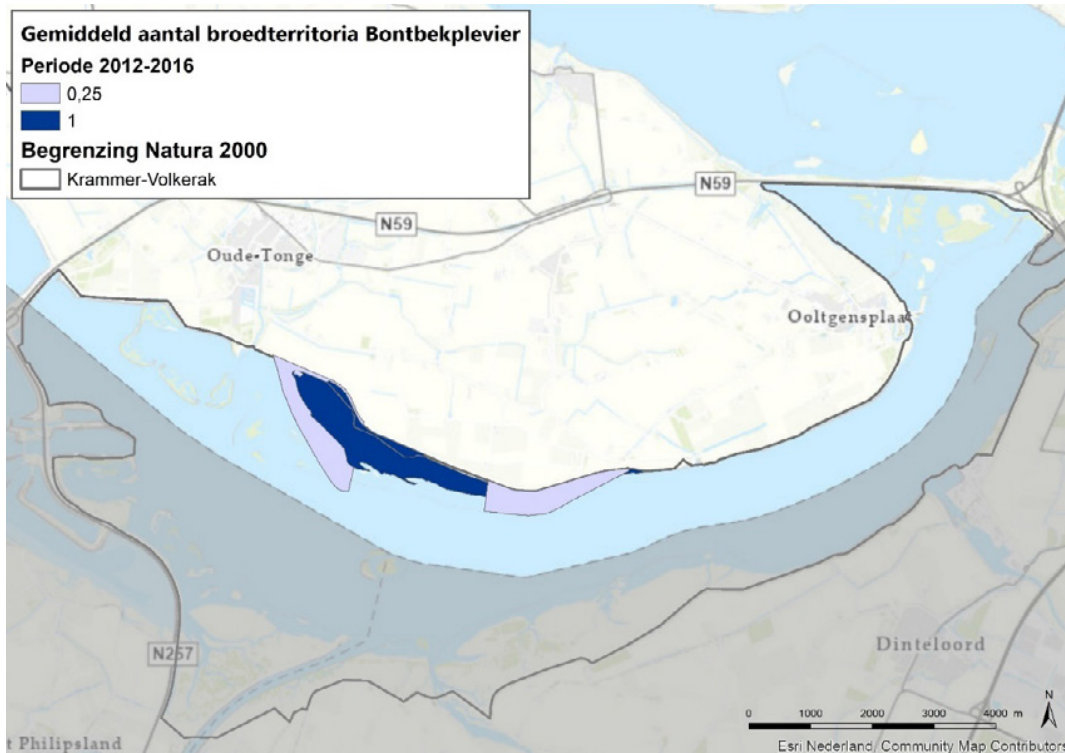 Gemiddeld aantal broedterritoria Bontbekplevier
Periode 2012-2016
0,25
1
Begrenzing Natura 2000
Krammer-Volkerak
N59
N59
Oude-Tonge
Ooltgensplaat
Dinteloord
N257
t Philipsland
N
0 1000 2000 3000 4000 m
Esri Nederland, Community Map Contributors